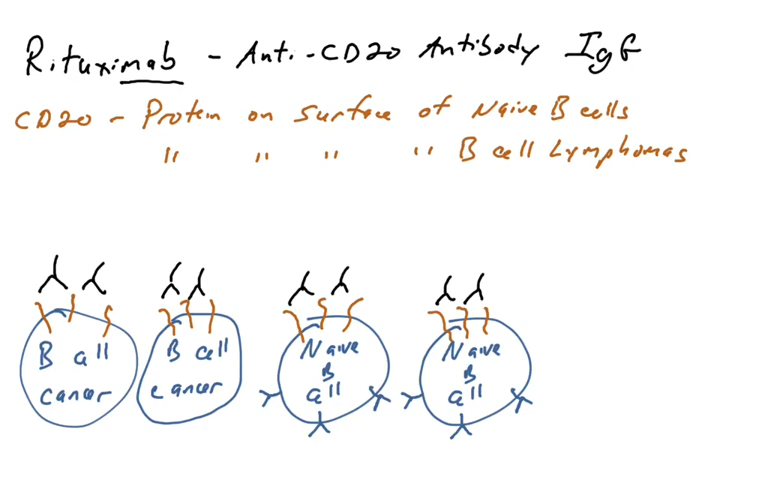 Rituximab - Anti-CD20 Antibody IgG
CD20 - Protein on Surface of Naive B cells
" " " " B cell Lymphomas
B cell
cancer
B cell
cancer
Naive
B
cell
Naive
B
cell